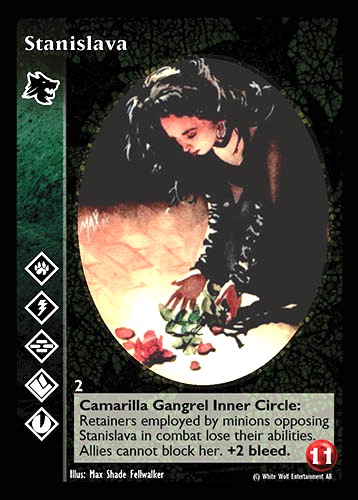 Stanislava
2
Camarilla Gangrel Inner Circle:
Retainers employed by minions opposing
Stanislava in combat lose their abilities.
Allies cannot block her. +2 bleed.
11
Illus: Max Shade Fellwalker
(C) White Wolf Entertainment AB